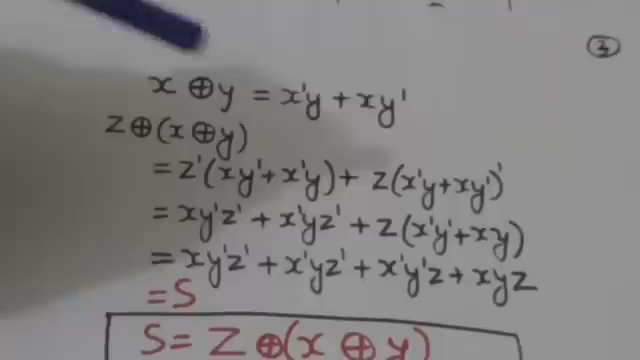 3
x ⊕ y = x'y + xy'
z ⊕ (x ⊕ y)
= z'(xy' + x'y) + z(x'y + xy')'
= xy'z' + x'yz' + z(x'y' + xy)
= xy'z' + x'yz' + x'y'z + xyz
= S
S = Z ⊕ (x ⊕ y)